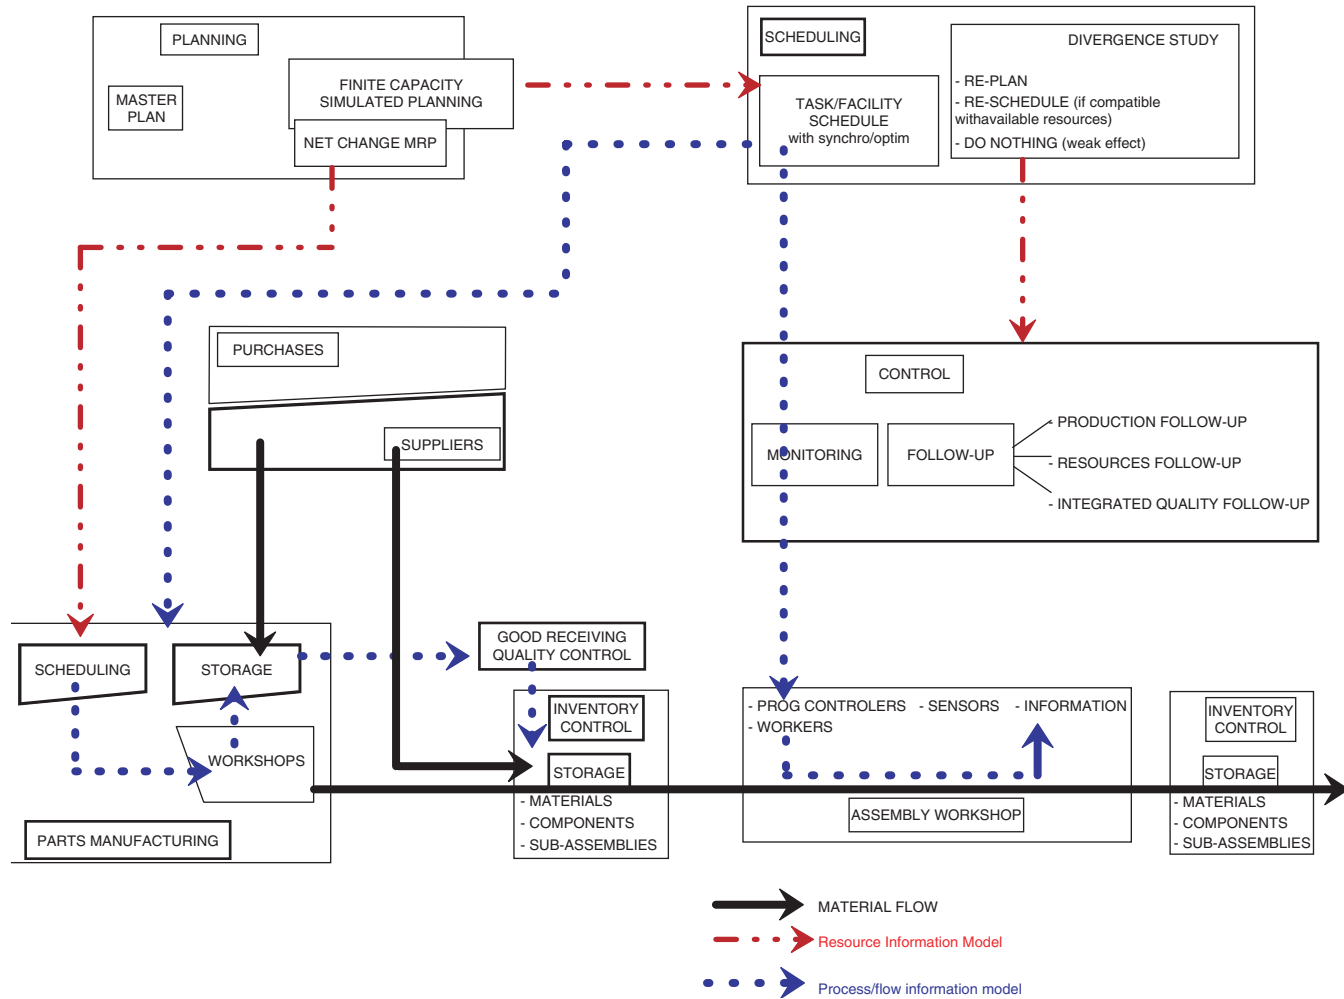 PLANNING
MASTER
PLAN
FINITE CAPACITY
SIMULATED PLANNING
NET CHANGE MRP
SCHEDULING
TASK/FACILITY
SCHEDULE
with synchro/optim
DIVERGENCE STUDY
- RE-PLAN
- RE-SCHEDULE (if compatible
withavailable resources)
- DO NOTHING (weak effect)
PURCHASES
SUPPLIERS
CONTROL
MONITORING
FOLLOW-UP
- PRODUCTION FOLLOW-UP
- RESOURCES FOLLOW-UP
- INTEGRATED QUALITY FOLLOW-UP
SCHEDULING
STORAGE
WORKSHOPS
PARTS MANUFACTURING
GOOD RECEIVING
QUALITY CONTROL
INVENTORY
CONTROL
STORAGE
- MATERIALS
- COMPONENTS
- SUB-ASSEMBLIES
- PROG CONTROLERS - SENSORS - INFORMATION
- WORKERS
ASSEMBLY WORKSHOP
INVENTORY
CONTROL
STORAGE
- MATERIALS
- COMPONENTS
- SUB-ASSEMBLIES
MATERIAL FLOW
Resource Information Model
Process/flow information model